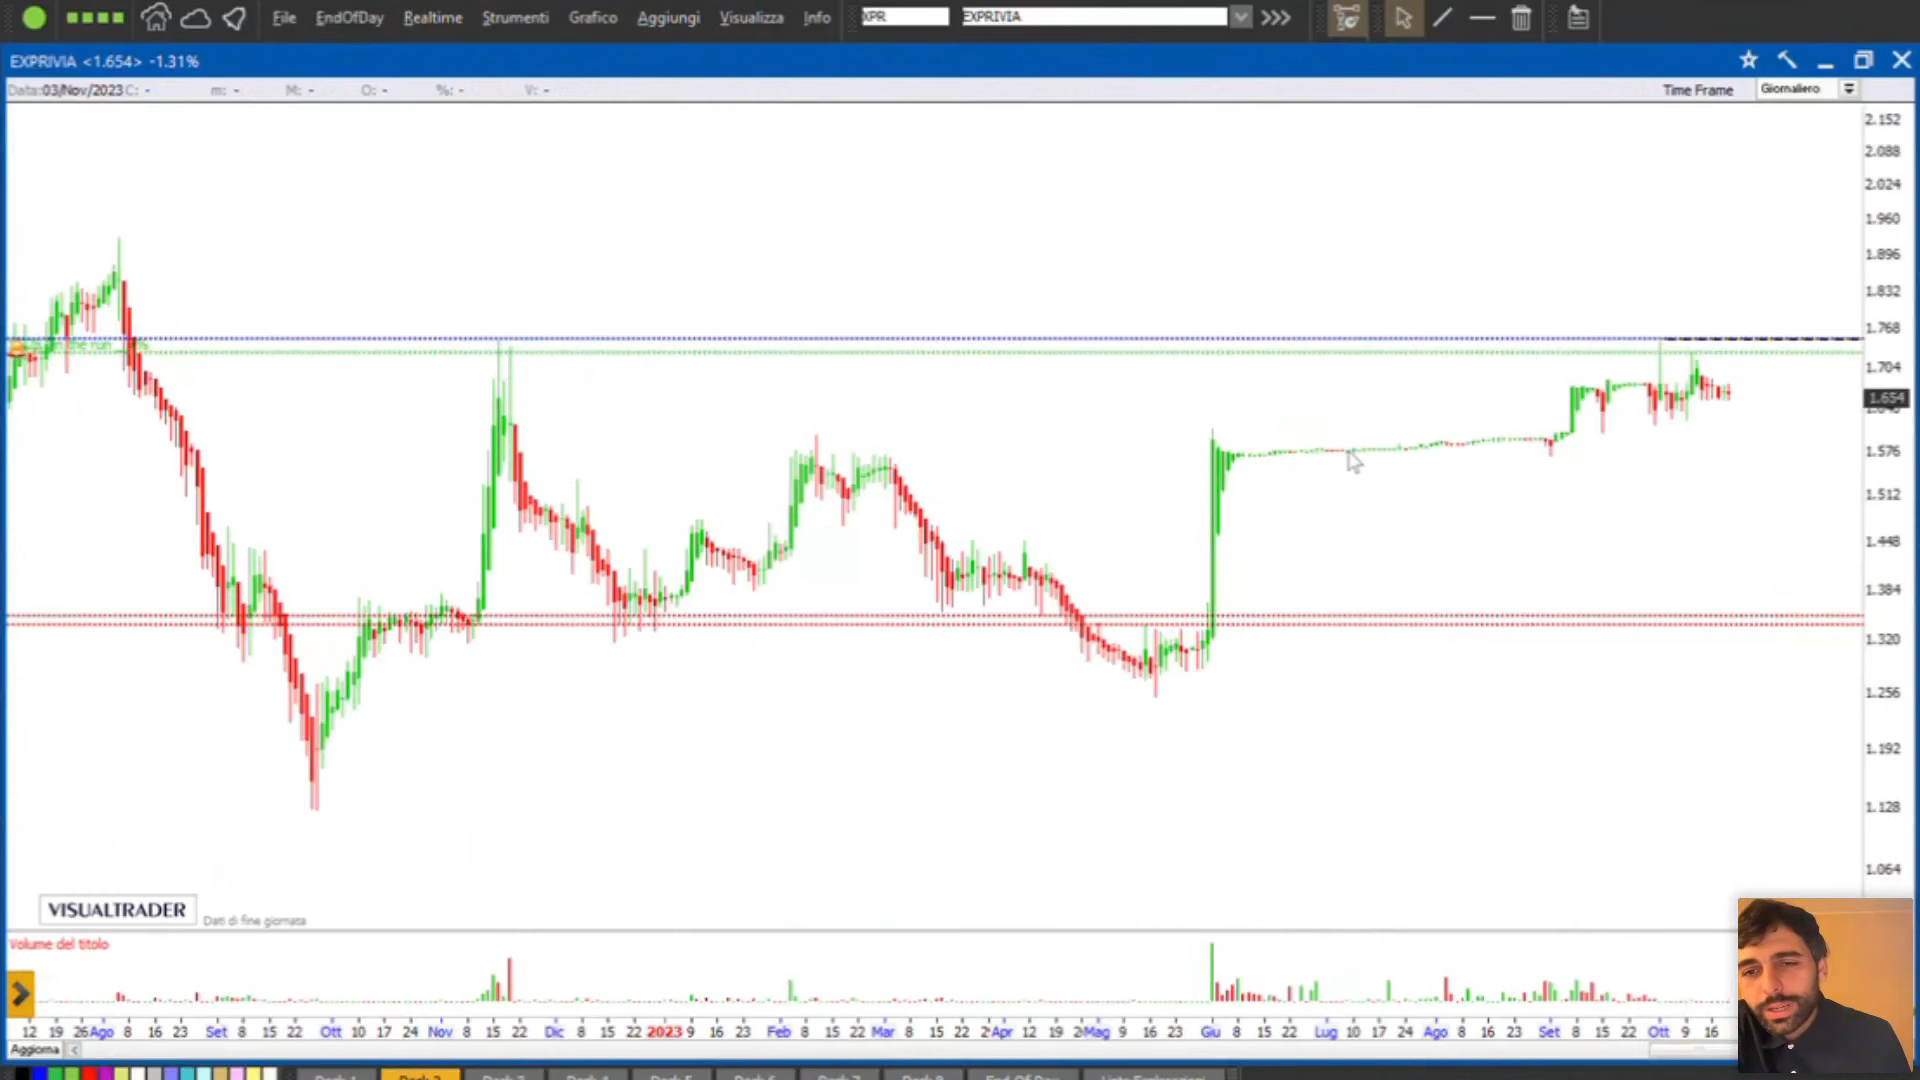 File EndOfDay Realtime Strumenti Grafico Aggiungi Visualizza Info XPR EXPRIVIA
EXPRIVIA <1.654> -1.31%
Data:03/Nov/2023 C: - m: - M: - O: - %: - V: - Time Frame Giornaliero
2.152
2.088
2.024
1.960
1.896
1.832
1.768
1.704
1.654
1.576
1.512
1.448
1.384
1.320
1.256
1.192
1.128
1.064
VISUALTRADER Dati di fine giornata
Volume del titolo
12 19 26 Ago 8 16 23 Set 8 15 22 Ott 10 17 24 Nov 8 15 22 Dic 8 15 22 2023 9 16 23 Feb 8 15 22 Mar 8 15 22 Apr 12 19 Mag 9 16 23 Giu 8 15 22 Lug 10 17 24 Ago 8 16 23 Set 8 15 22 Ott 9 16
Aggiorna